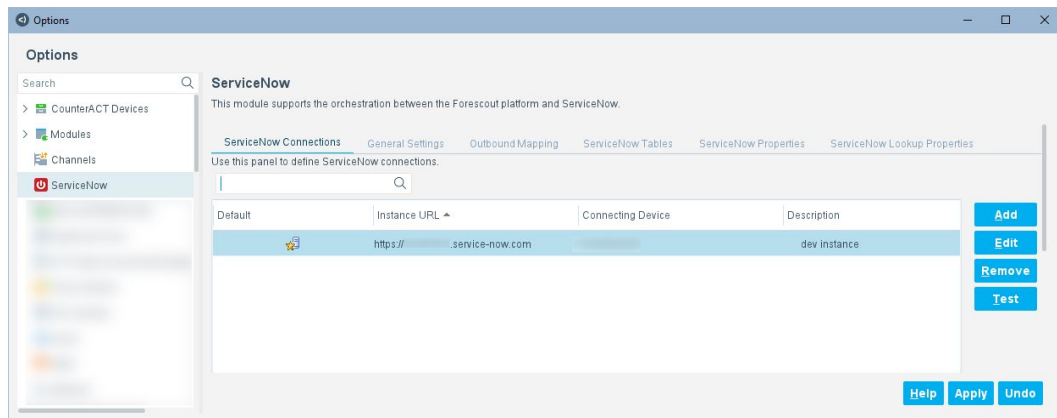 Options
Options
Search
CounterACT Devices
Modules
Channels
ServiceNow
ServiceNow
This module supports the orchestration between the Forescout platform and ServiceNow.
ServiceNow Connections General Settings Outbound Mapping ServiceNow Tables ServiceNow Properties ServiceNow Lookup Properties
Use this panel to define ServiceNow connections.
Default Instance URL Connecting Device Description
https:// .service-now.com dev instance
Add
Edit
Remove
Test
Help Apply Undo